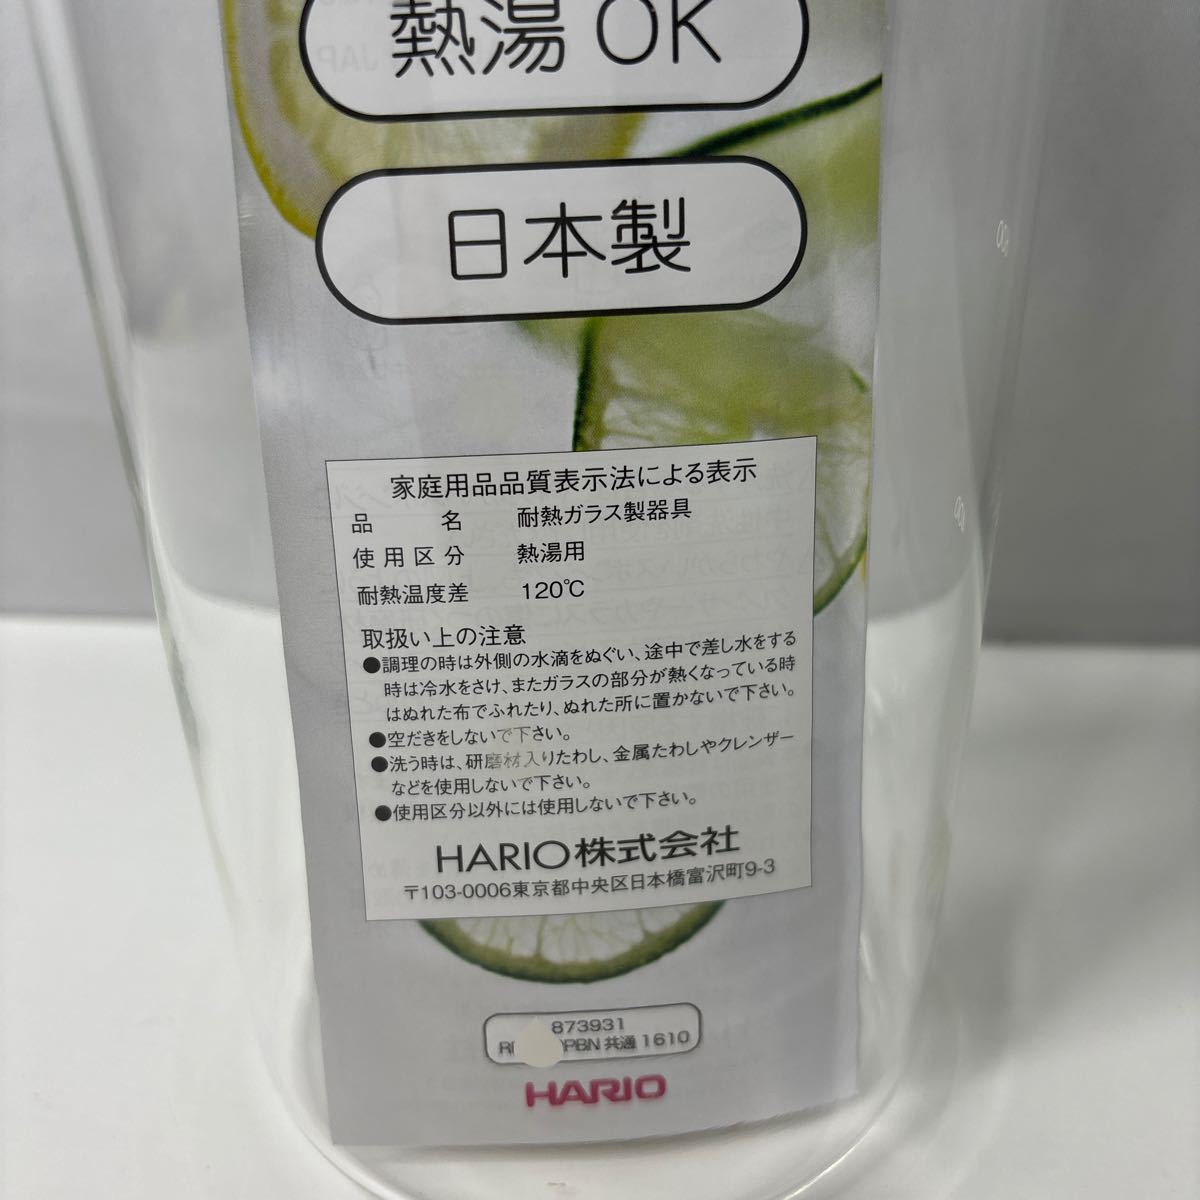 熱湯 OK
日本製
家庭用品品質表示法による表示
品名 耐熱ガラス製器具
使用区分 熱湯用
耐熱温度差 120℃
取扱い上の注意
●調理の時は外側の水滴をぬぐい、途中で差し水をする
時は冷水をさけ、またガラスの部分が熱くなっている時
はぬれた布でふれたり、ぬれた所に置かないで下さい。
●空だきをしないで下さい。
●洗う時は、研磨材入りたわし、金属たわしやクレンザー
などを使用しないで下さい。
●使用区分以外には使用しないで下さい。
HARIO株式会社
〒103-0006東京都中央区日本橋富沢町9-3
873931
共通 1610
HARIO